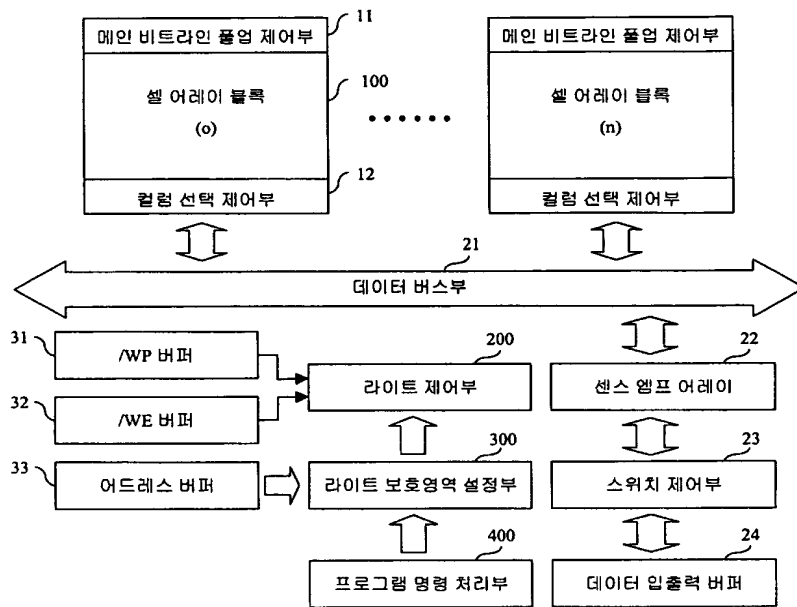 11
메인 비트라인 풀업 제어부
메인 비트라인 풀업 제어부
100
셀 어레이 블록
(o)
셀 어레이 블록
(n)
12
컬럼 선택 제어부
컬럼 선택 제어부
21
데이터 버스부
31
/WP 버퍼
200
라이트 제어부
22
센스 엠프 어레이
32
/WE 버퍼
33
어드레스 버퍼
300
라이트 보호영역 설정부
23
스위치 제어부
400
프로그램 명령 처리부
24
데이터 입출력 버퍼